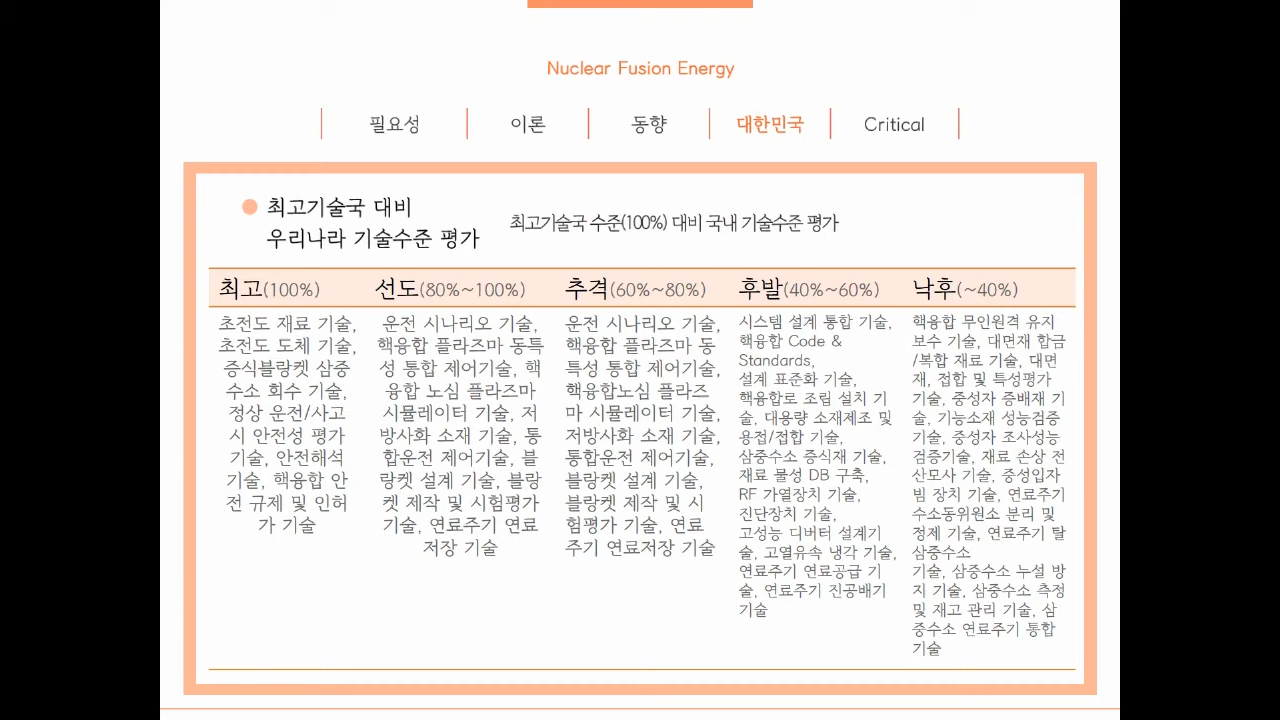 Nuclear Fusion Energy
필요성
이론
동향
대한민국
Critical
최고기술국 대비
우리나라 기술수준 평가
최고기술국 수준(100%) 대비 국내 기술수준 평가
최고(100%)
선도(80%~100%)
추격(60%~80%)
후발(40%~60%)
낙후(~40%)
초전도 재료 기술,
초전도 도체 기술,
증식블랑켓 삼중
수소 회수 기술,
정상 운전/사고
시 안전성 평가
기술, 안전해석
기술, 핵융합 안
전 규제 및 인허
가 기술
운전 시나리오 기술,
핵융합 플라즈마 동특
성 통합 제어기술, 핵
융합 노심 플라즈마
시뮬레이터 기술, 저
방사화 소재 기술, 통
합운전 제어기술, 블
랑켓 설계 기술, 블랑
켓 제작 및 시험평가
기술, 연료주기 연료
저장 기술
운전 시나리오 기술,
핵융합 플라즈마 동
특성 통합 제어기술,
핵융합노심 플라즈
마 시뮬레이터 기술,
저방사화 소재 기술,
통합운전 제어기술,
블랑켓 설계 기술,
블랑켓 제작 및 시
험평가 기술, 연료
주기 연료저장 기술
시스템 설계 통합 기술,
핵융합 Code &
Standards,
설계 표준화 기술,
핵융합로 조립 설치 기
술, 대용량 소재제조 및
용접/접합 기술,
삼중수소 증식재 기술,
재료 물성 DB 구축,
RF 가열장치 기술,
진단장치 기술,
고성능 디버터 설계기
술, 고열유속 냉각 기술,
연료주기 연료공급 기
술, 연료주기 진공배기
기술
핵융합 무인원격 유지
보수 기술, 대면재 합금
/복합 재료 기술, 대면
재, 접합 및 특성평가
기술, 중성자 증배재 기
술, 기능소재 성능검증
기술, 중성자 조사성능
검증기술, 재료 손상 전
산모사 기술, 중성입자
빔 장치 기술, 연료주기
수소동위원소 분리 및
정제 기술, 연료주기 탈
삼중수소
기술, 삼중수소 누설 방
지 기술, 삼중수소 측정
및 재고 관리 기술, 삼
중수소 연료주기 통합
기술